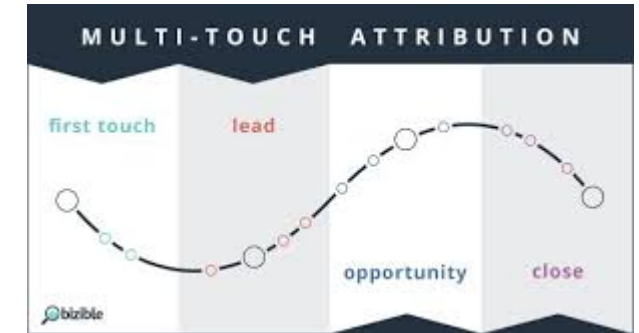 MULTI-TOUCH ATTRIBUTION
first touch
lead
opportunity
close
bizible